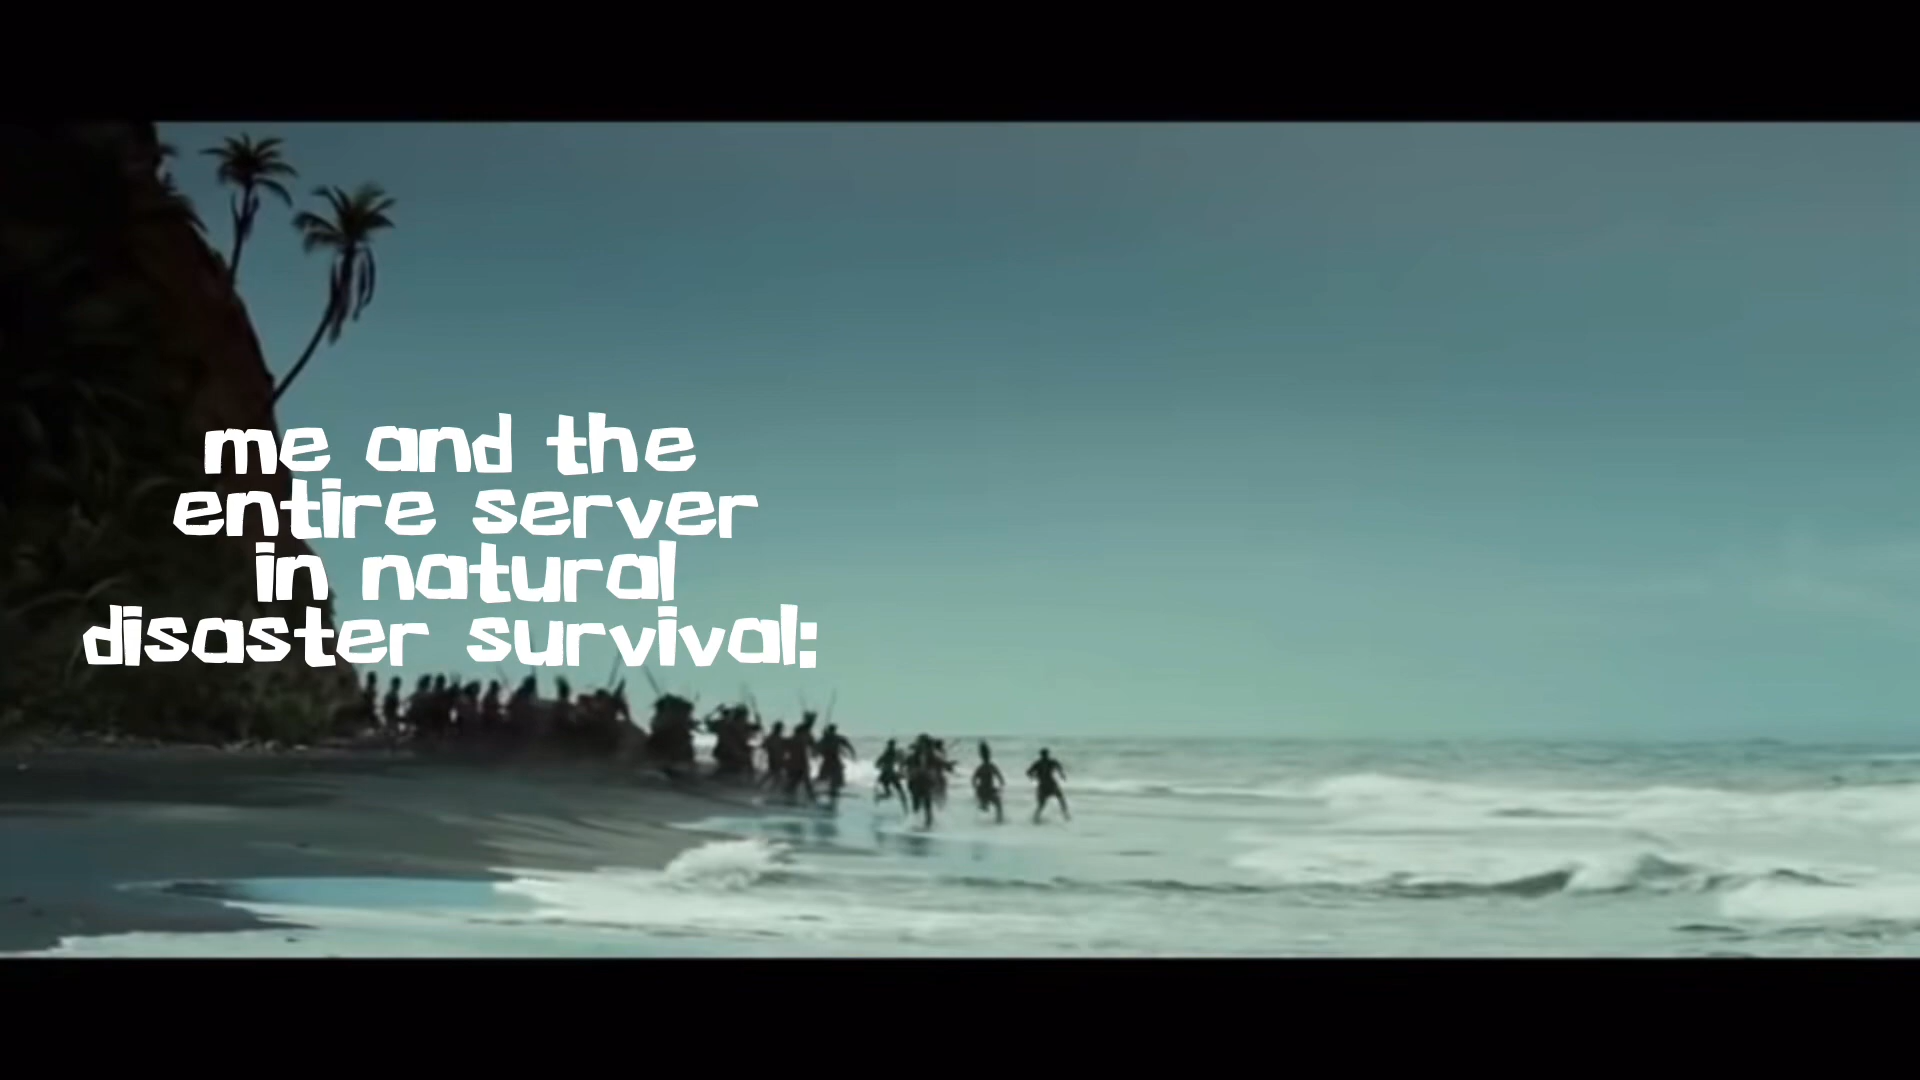 me and the
entire server
in natural
disaster survival: